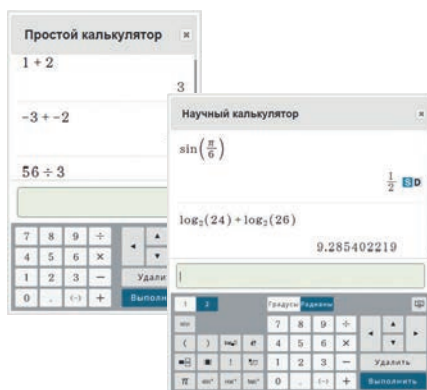 Простой калькулятор
1 + 2
3
−3 + −2
56 ÷ 3
7 8 9 ÷
4 5 6 ×
1 2 3 − Удали
0 . (−) + Выполн
Научный калькулятор
sin(π/6)
1/2 S D
log₂(24) + log₂(26)
9.285402219
1 2 Градусы Радианы
7 8 9 ÷
( ) 4 5 6 ×
! 1 2 3 − Удалить
π 0 . (−) + Выполнить